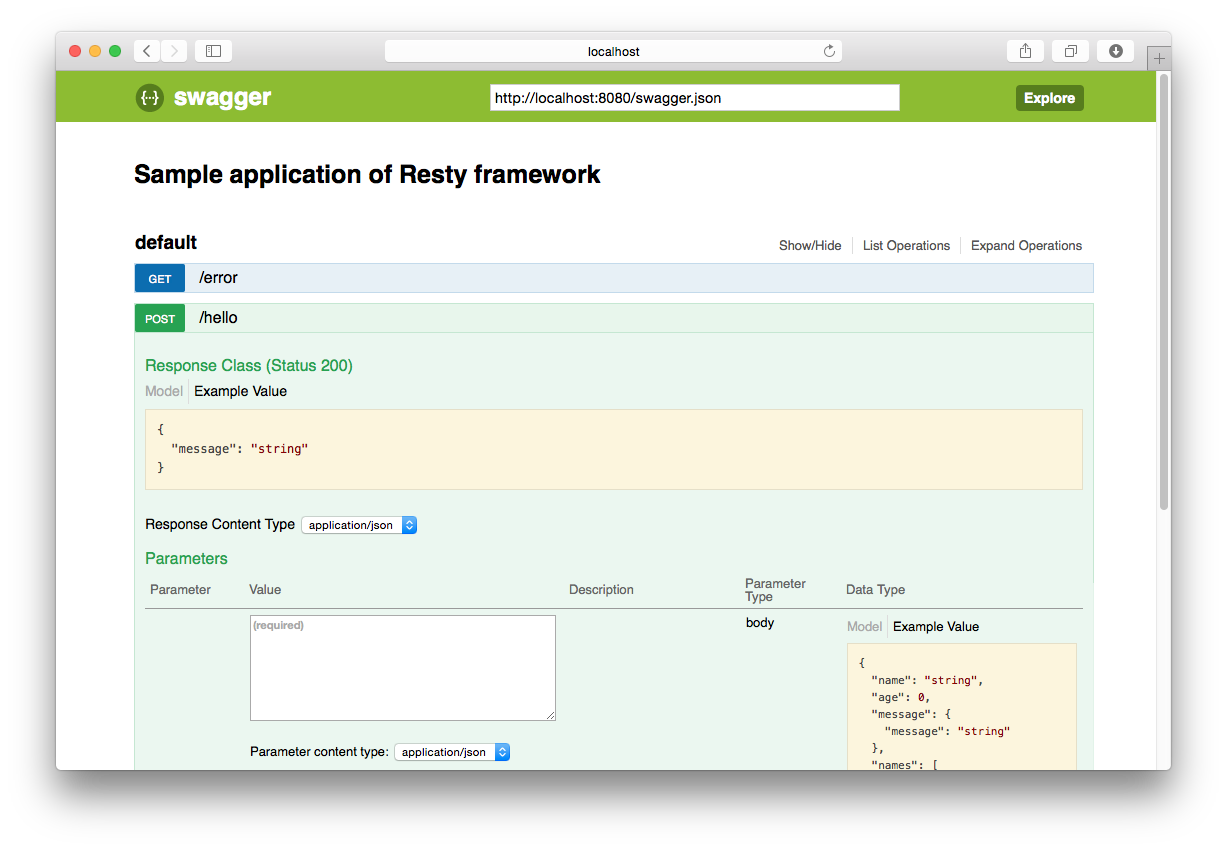 localhost
{···} swagger
http://localhost:8080/swagger.json
Explore
Sample application of Resty framework
default
Show/Hide
List Operations
Expand Operations
GET /error
POST /hello
Response Class (Status 200)
Model Example Value
{
"message": "string"
}
Response Content Type application/json
Parameters
Parameter Value Description Parameter Type Data Type
(required)
body
Model Example Value
{
"name": "string",
"age": 0,
"message": {
"message": "string"
},
"names": [
Parameter content type: application/json